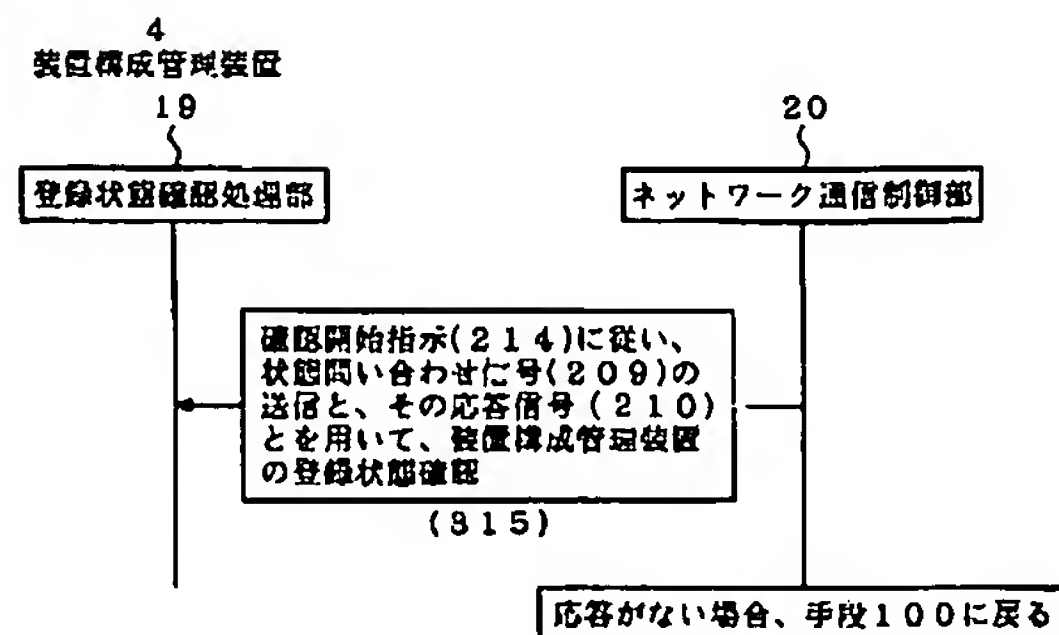 4
装置構成管理装置
19
20
登録状態確認処理部
ネットワーク通信制御部
確認開始指示(214)に従い、
状態問い合わせ信号(209)の
送信と、その応答信号(210)
とを用いて、装置構成管理装置
の登録状態確認
(315)
応答がない場合、手段100に戻る